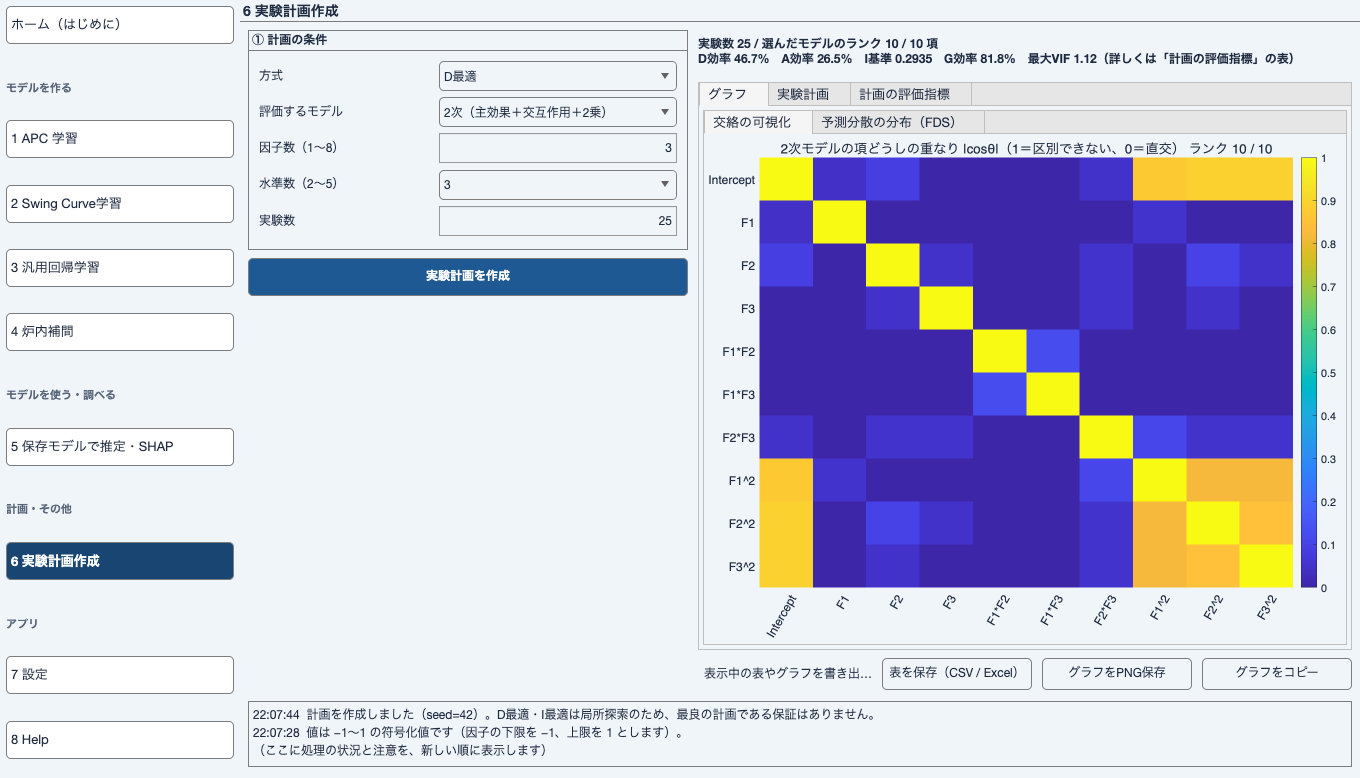 ホーム（はじめに）
モデルを作る
1 APC 学習
2 Swing Curve学習
3 汎用回帰学習
4 炉内補間
モデルを使う・調べる
5 保存モデルで推定・SHAP
計画・その他
6 実験計画作成
アプリ
7 設定
8 Help
6 実験計画作成
① 計画の条件
方式
D最適
評価するモデル
2次（主効果＋交互作用＋2乗）
因子数（1〜8）
3
水準数（2〜5）
3
実験数
25
実験計画を作成
実験数 25 / 選んだモデルのランク 10 / 10 項
D効率 46.7% A効率 26.5% I基準 0.2935 G効率 81.8% 最大VIF 1.12（詳しくは「計画の評価指標」の表）
グラフ
実験計画
計画の評価指標
交絡の可視化
予測分散の分布（FDS）
2次モデルの項どうしの重なり |cosθ|（1＝区別できない、0＝直交） ランク 10 / 10
Intercept
F1
F2
F3
F1*F2
F1*F3
F2*F3
F1^2
F2^2
F3^2
Intercept
F1
F2
F3
F1*F2
F1*F3
F2*F3
F1^2
F2^2
F3^2
1
0.9
0.8
0.7
0.6
0.5
0.4
0.3
0.2
0.1
0
表示中の表やグラフを書き出...
表を保存（CSV / Excel）
グラフをPNG保存
グラフをコピー
22:07:44 計画を作成しました（seed=42）。D最適・I最適は局所探索のため、最良の計画である保証はありません。
22:07:28 値は −1〜1 の符号化値です（因子の下限を −1、上限を 1 とします）。
（ここに処理の状況と注意を、新しい順に表示します）